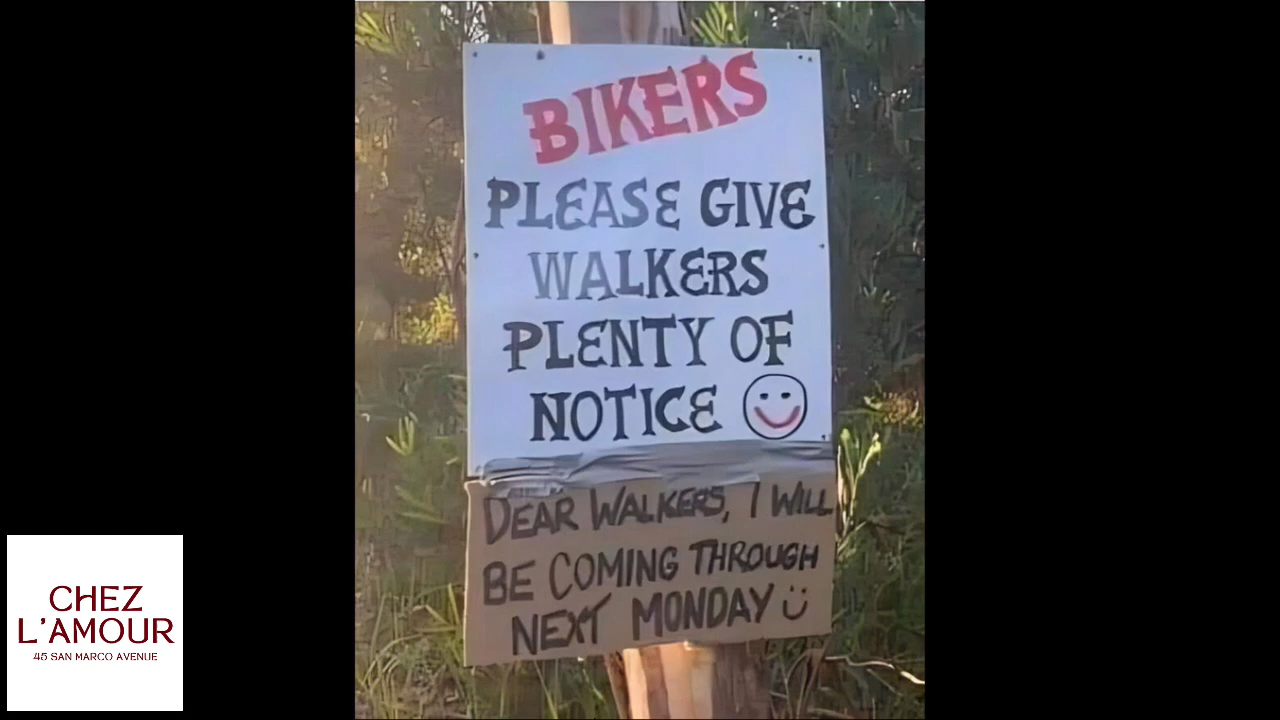 BIKERS
PLEASE GIVE
WALKERS
PLENTY OF
NOTICE
DEAR WALKERS, I WILL
BE COMING THROUGH
NEXT MONDAY
CHEZ
L'AMOUR
45 SAN MARCO AVENUE